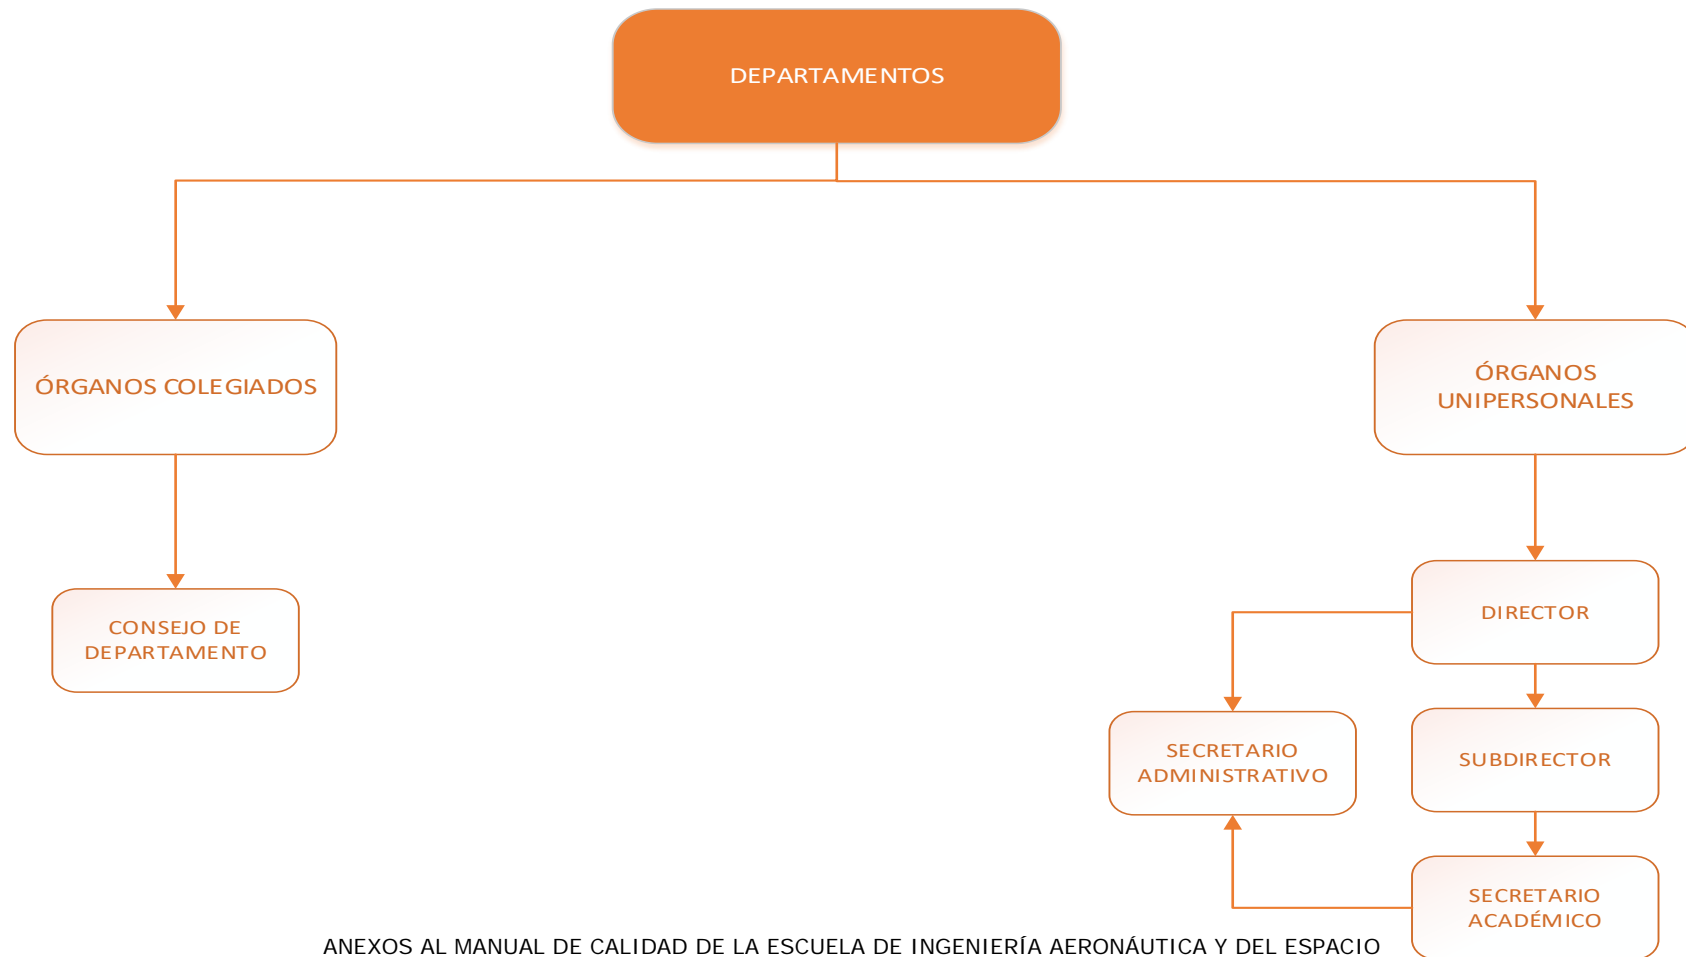 DEPARTAMENTOS
ÓRGANOS COLEGIADOS
ÓRGANOS
UNIPERSONALES
CONSEJO DE
DEPARTAMENTO
DIRECTOR
SECRETARIO
ADMINISTRATIVO
SUBDIRECTOR
SECRETARIO
ACADÉMICO
ANEXOS AL MANUAL DE CALIDAD DE LA ESCUELA DE INGENIERÍA AERONÁUTICA Y DEL ESPACIO